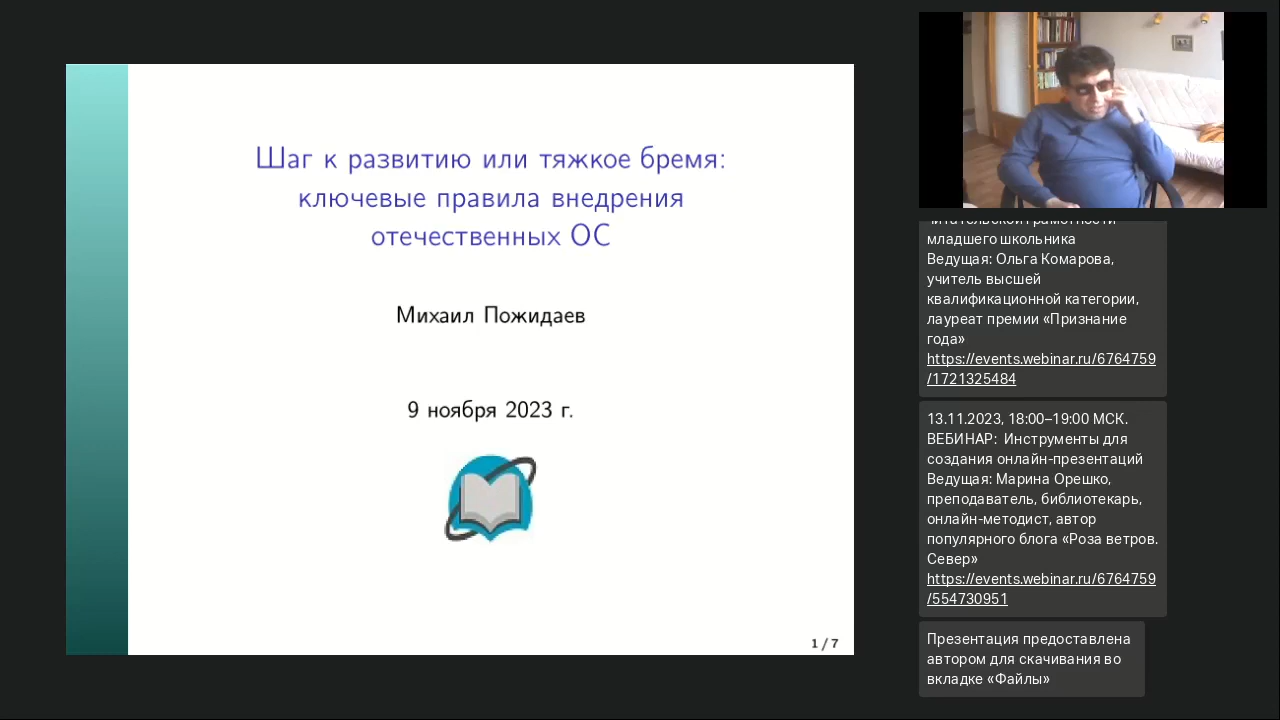 Шаг к развитию или тяжкое бремя:
ключевые правила внедрения
отечественных ОС
Михаил Пожидаев
9 ноября 2023 г.
1 / 7
читательской грамотности
младшего школьника
Ведущая: Ольга Комарова,
учитель высшей
квалификационной категории,
лауреат премии «Признание
года»
https://events.webinar.ru/6764759
/1721325484
13.11.2023, 18:00–19:00 МСК.
ВЕБИНАР: Инструменты для
создания онлайн-презентаций
Ведущая: Марина Орешко,
преподаватель, библиотекарь,
онлайн-методист, автор
популярного блога «Роза ветров.
Север»
https://events.webinar.ru/6764759
/554730951
Презентация предоставлена
автором для скачивания во
вкладке «Файлы»